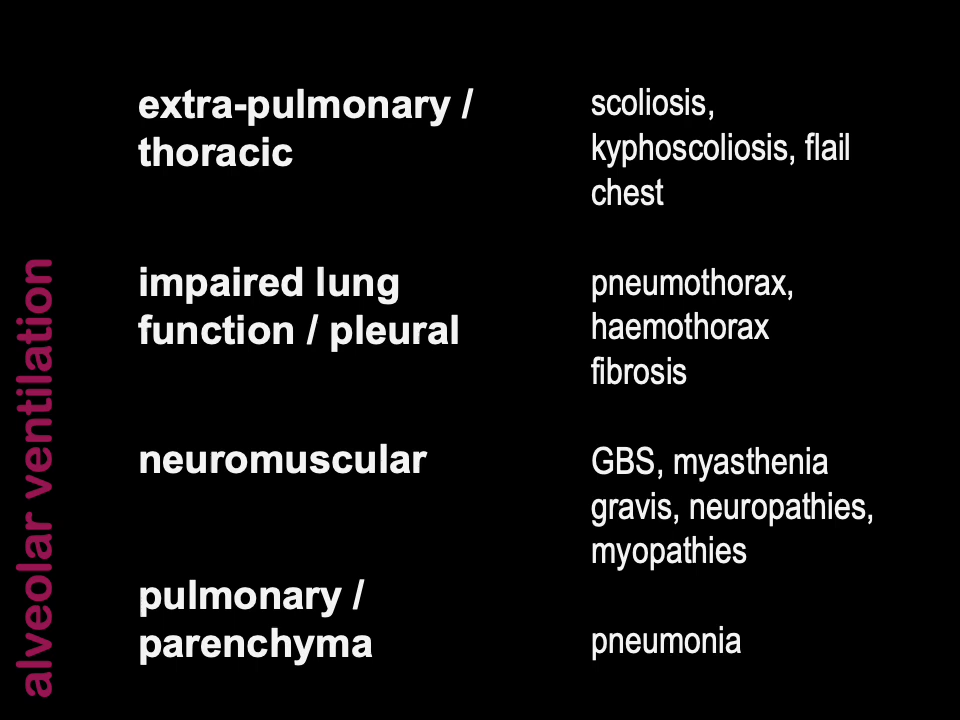 extra-pulmonary /
thoracic
scoliosis,
kyphoscoliosis, flail
chest
impaired lung
function / pleural
pneumothorax,
haemothorax
fibrosis
neuromuscular
GBS, myasthenia
gravis, neuropathies,
myopathies
pulmonary /
parenchyma
pneumonia
alveolar ventilation